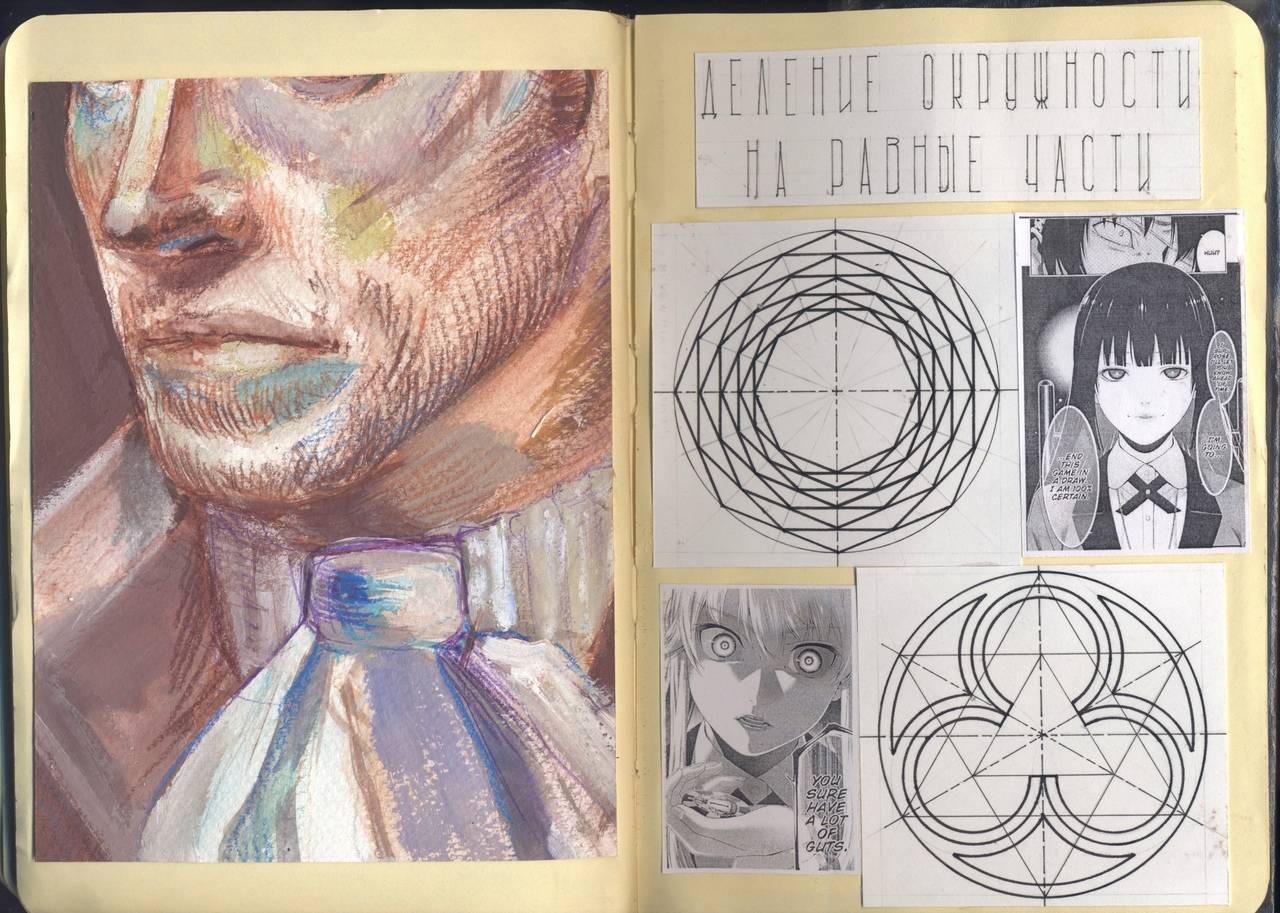 ДЕЛЕНИЕ ОКРУЖНОСТИ
НА РАВНЫЕ ЧАСТИ
HUH?
I'M
GOING
TO...
...END
THIS
GAME IN
A DRAW.
I AM 100%
CERTAIN.
YOU
SURE
HAVE
A LOT
OF
GUTS.